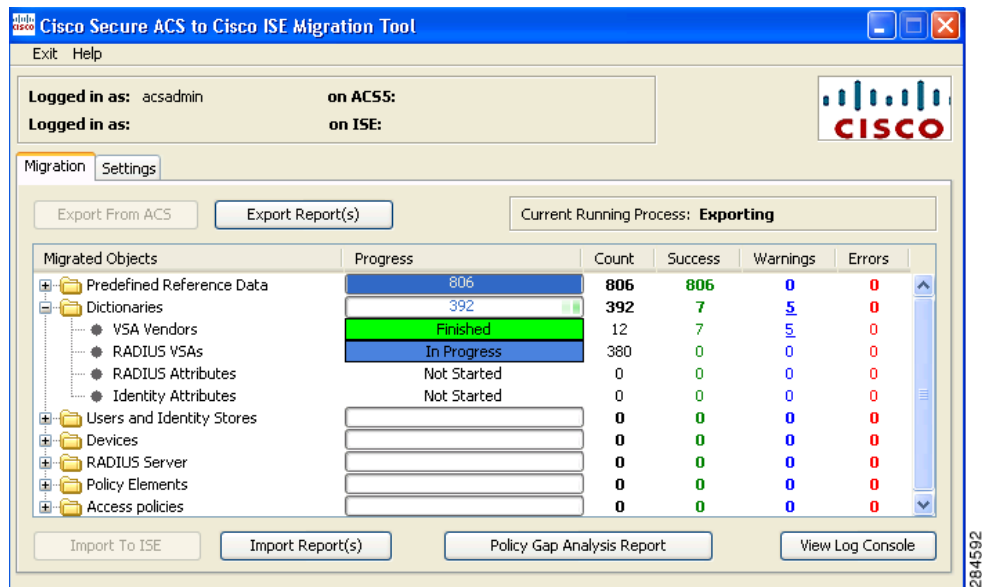 Cisco Secure ACS to Cisco ISE Migration Tool
Exit Help
Logged in as: acsadmin on ACS5:
Logged in as: on ISE:
CISCO
Migration Settings
Export From ACS Export Report(s) Current Running Process: Exporting
Migrated Objects Progress Count Success Warnings Errors
Predefined Reference Data 806 806 806 0 0
Dictionaries 392 392 7 5 0
VSA Vendors Finished 12 7 5 0
RADIUS VSAs In Progress 380 0 0 0
RADIUS Attributes Not Started 0 0 0 0
Identity Attributes Not Started 0 0 0 0
Users and Identity Stores 0 0 0 0
Devices 0 0 0 0
RADIUS Server 0 0 0 0
Policy Elements 0 0 0 0
Access policies 0 0 0 0
Import To ISE Import Report(s) Policy Gap Analysis Report View Log Console
284592